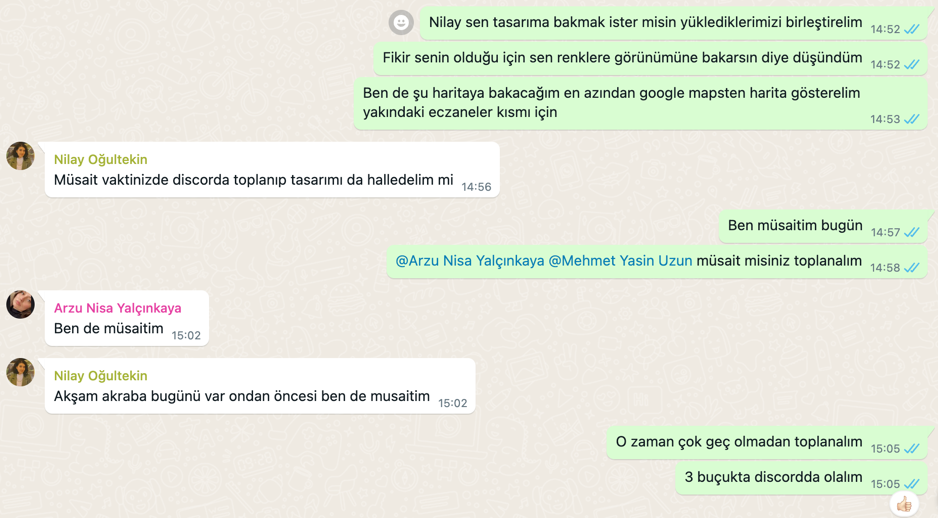 Nilay sen tasarıma bakmak ister misin yüklediklerimizi birleştirelim 14:52
Fikir senin olduğu için sen renklere görünümüne bakarsın diye düşündüm 14:52
Ben de şu haritaya bakacağım en azından google mapsten harita gösterelim
yakındaki eczaneler kısmı için 14:53
Nilay Oğultekin
Müsait vaktinizde discorda toplanıp tasarımı da halledelim mi 14:56
Ben müsaitim bugün 14:57
@Arzu Nisa Yalçınkaya @Mehmet Yasin Uzun müsait misiniz toplanalım 14:58
Arzu Nisa Yalçınkaya
Ben de müsaitim 15:02
Nilay Oğultekin
Akşam akraba bugünü var ondan öncesi ben de musaitim 15:02
O zaman çok geç olmadan toplanalım 15:05
3 buçukta discordda olalım 15:05